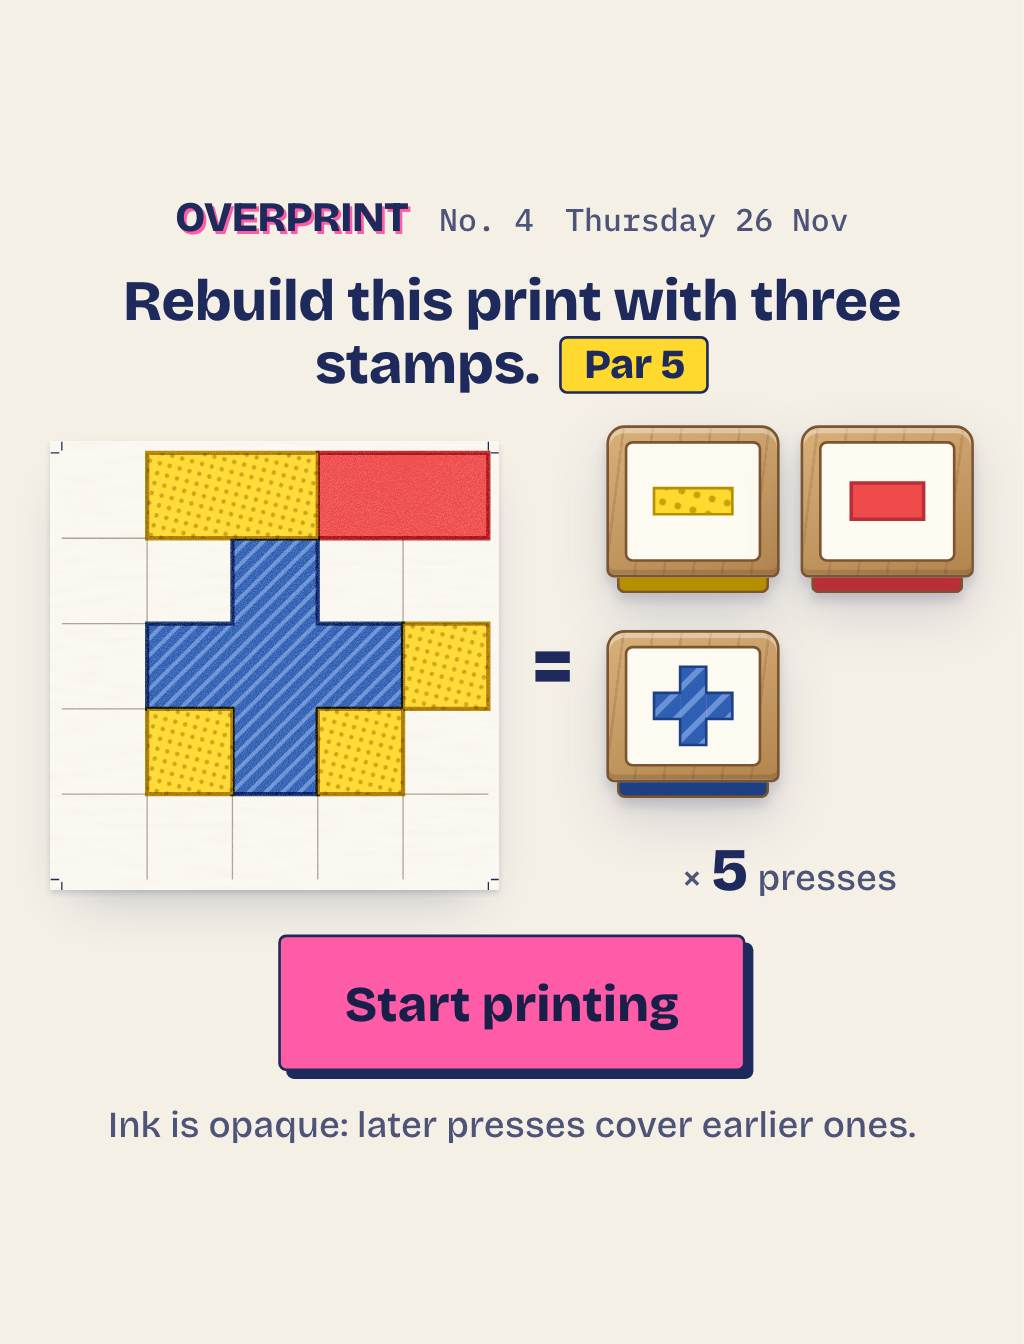 OVERPRINT No. 4 Thursday 26 Nov
Rebuild this print with three
stamps. Par 5
=
× 5 presses
Start printing
Ink is opaque: later presses cover earlier ones.